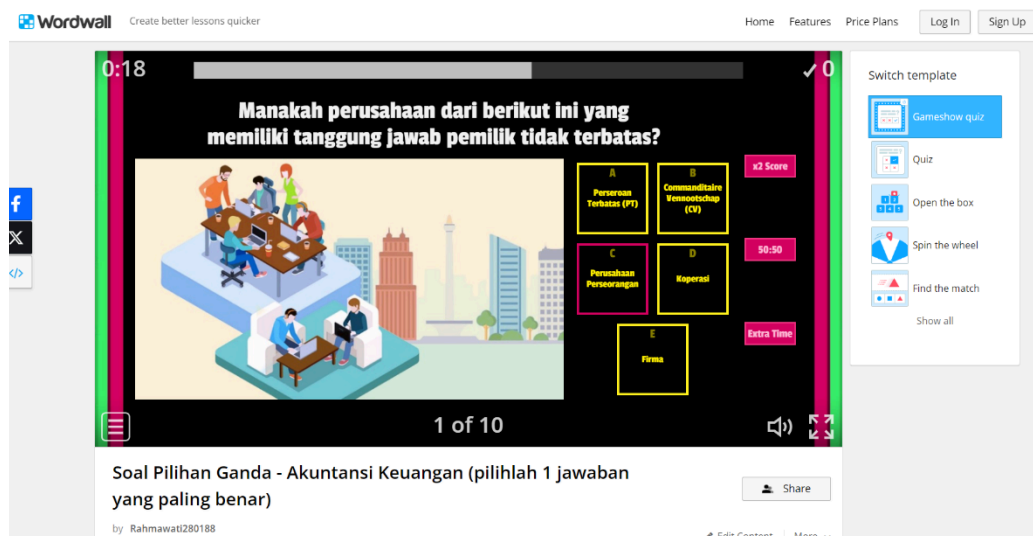 Wordwall
Create better lessons quicker
Home
Features
Price Plans
Log In
Sign Up
0:18
✓ 0
Manakah perusahaan dari berikut ini yang
memiliki tanggung jawab pemilik tidak terbatas?
A
Perseroan
Terbatas (PT)
B
Commanditaire
Vennootschap
(CV)
C
Perusahaan
Perseorangan
D
Koperasi
E
Firma
x2 Score
50:50
Extra Time
1 of 10
Switch template
Gameshow quiz
Quiz
Open the box
Spin the wheel
Find the match
Show all
Soal Pilihan Ganda - Akuntansi Keuangan (pilihlah 1 jawaban
yang paling benar)
by Rahmawati280188
Share
Edit Content
More